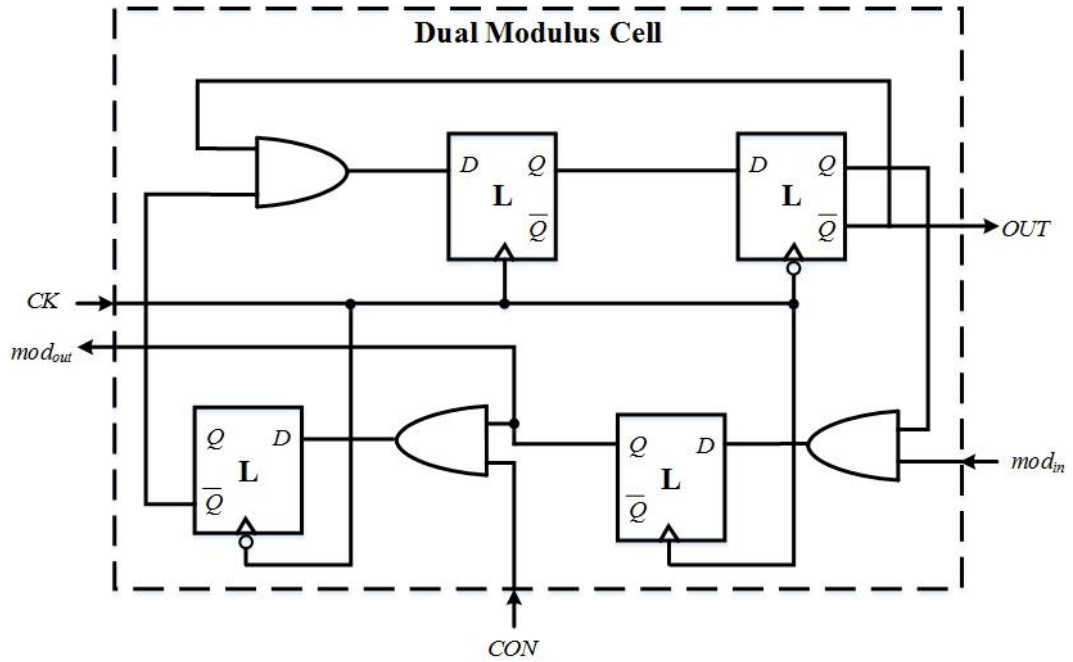 Dual Modulus Cell
D Q
L
Q̅
D Q
L
Q̅
OUT
CK
mod_out
Q D
L
Q̅
Q D
L
Q̅
mod_in
CON